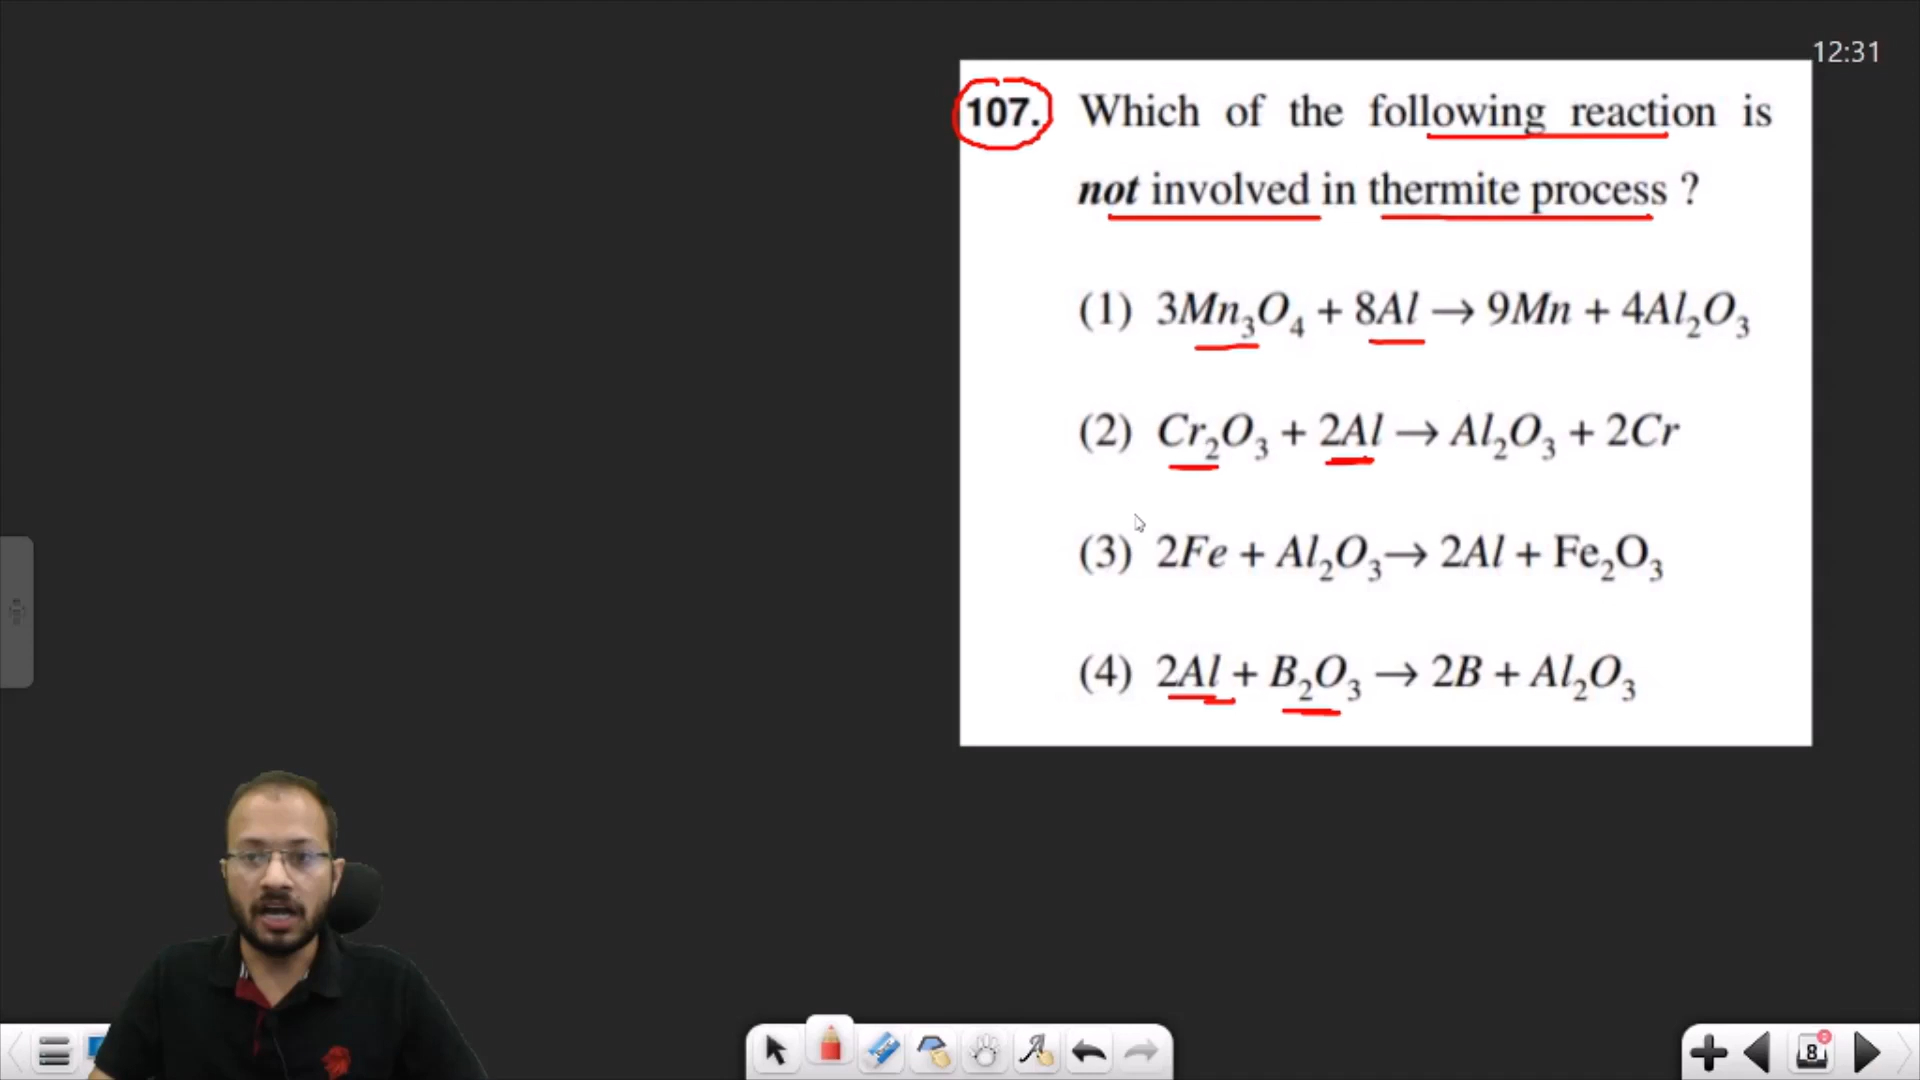 12:31
107. Which of the following reaction is
not involved in thermite process ?
(1) 3Mn₃O₄ + 8Al → 9Mn + 4Al₂O₃
(2) Cr₂O₃ + 2Al → Al₂O₃ + 2Cr
(3) 2Fe + Al₂O₃→ 2Al + Fe₂O₃
(4) 2Al + B₂O₃ → 2B + Al₂O₃
8